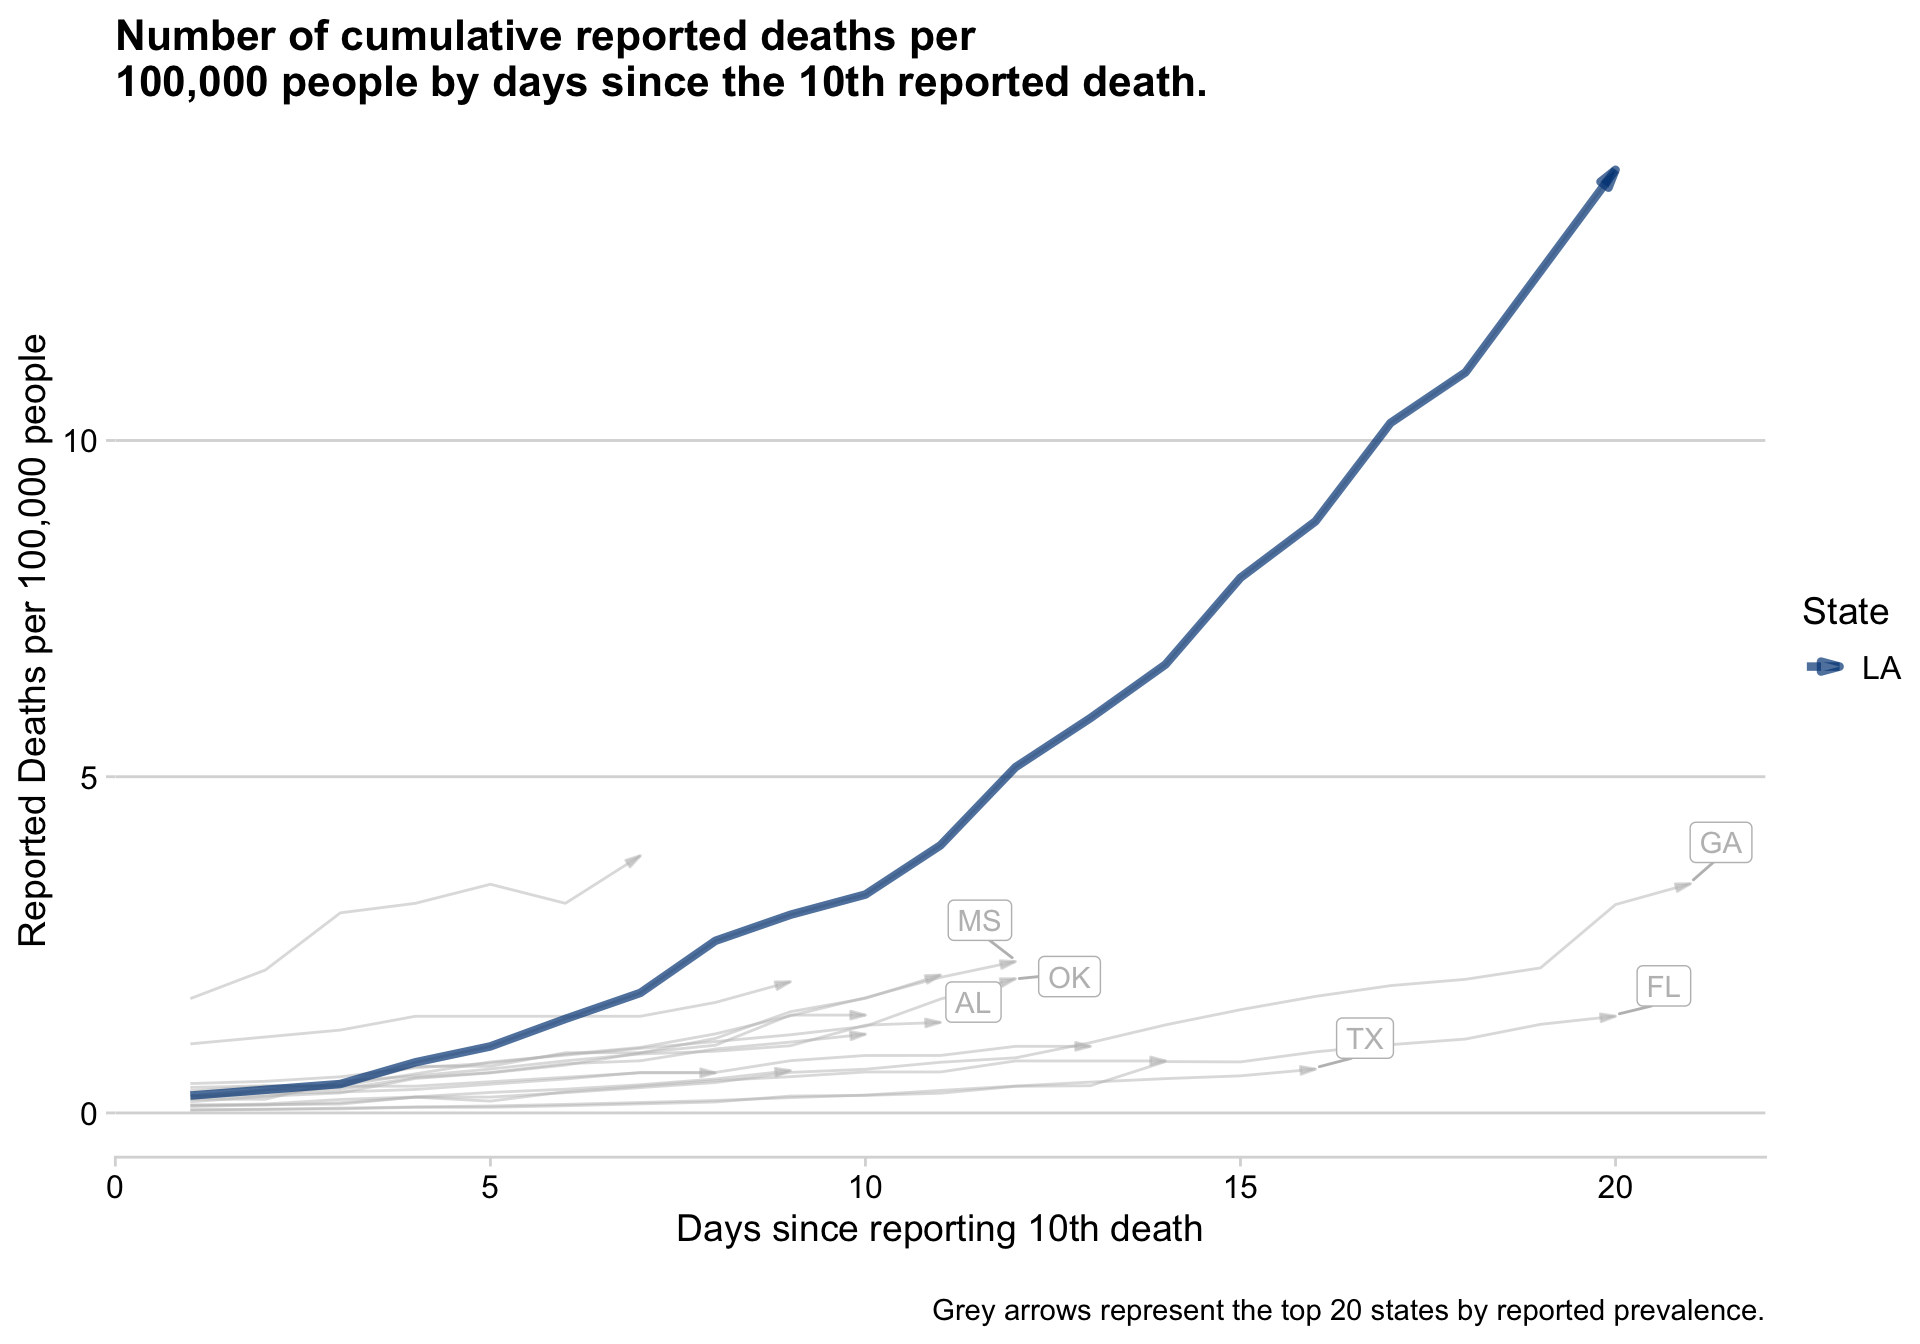 Number of cumulative reported deaths per
100,000 people by days since the 10th reported death.
Reported Deaths per 100,000 people
10
5
0
GA
MS
OK
FL
AL
TX
State
LA
0 5 10 15 20
Days since reporting 10th death
Grey arrows represent the top 20 states by reported prevalence.